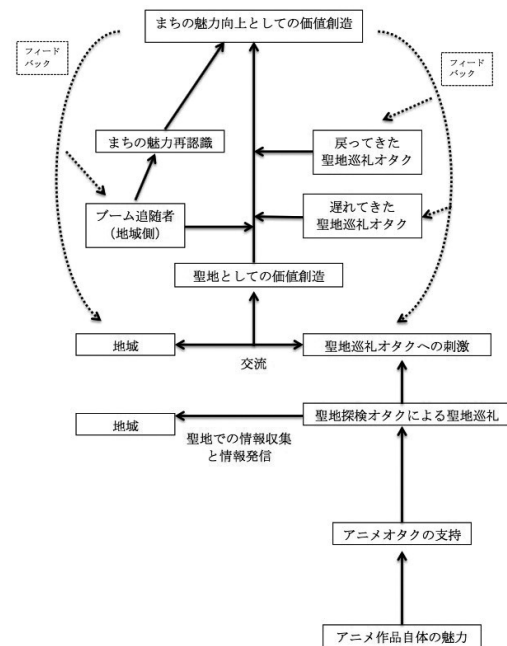 まちの魅力向上としての価値創造
フィード
バック
フィード
バック
まちの魅力再認識
戻ってきた
聖地巡礼オタク
ブーム追随者
（地域側）
遅れてきた
聖地巡礼オタク
聖地としての価値創造
地域
聖地巡礼オタクへの刺激
交流
地域
聖地探検オタクによる聖地巡礼
聖地での情報収集
と情報発信
アニメオタクの支持
アニメ作品自体の魅力